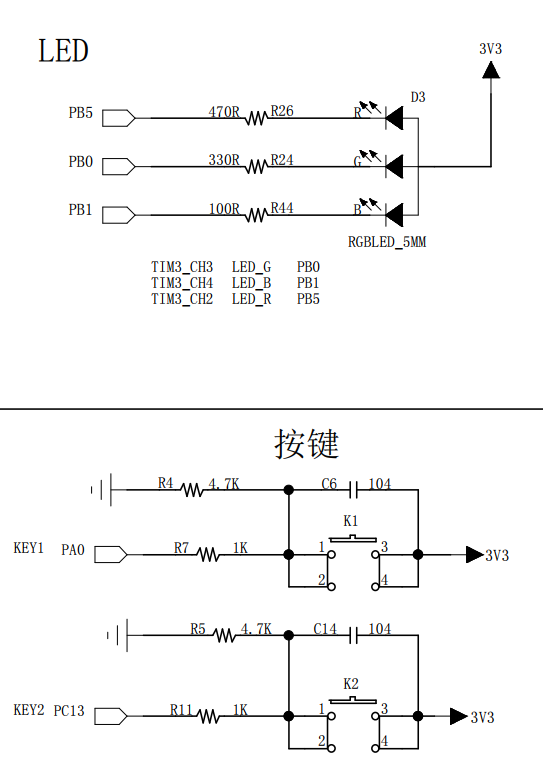 LED
3V3
D3
PB5 470R R26 R
PB0 330R R24 G
PB1 100R R44 B
RGBLED_5MM
TIM3_CH3 LED_G PB0
TIM3_CH4 LED_B PB1
TIM3_CH2 LED_R PB5
按键
R4 4.7K C6 104
K1
KEY1 PA0 R7 1K 1 3 3V3
2 4
R5 4.7K C14 104
K2
KEY2 PC13 R11 1K 1 3 3V3
2 4